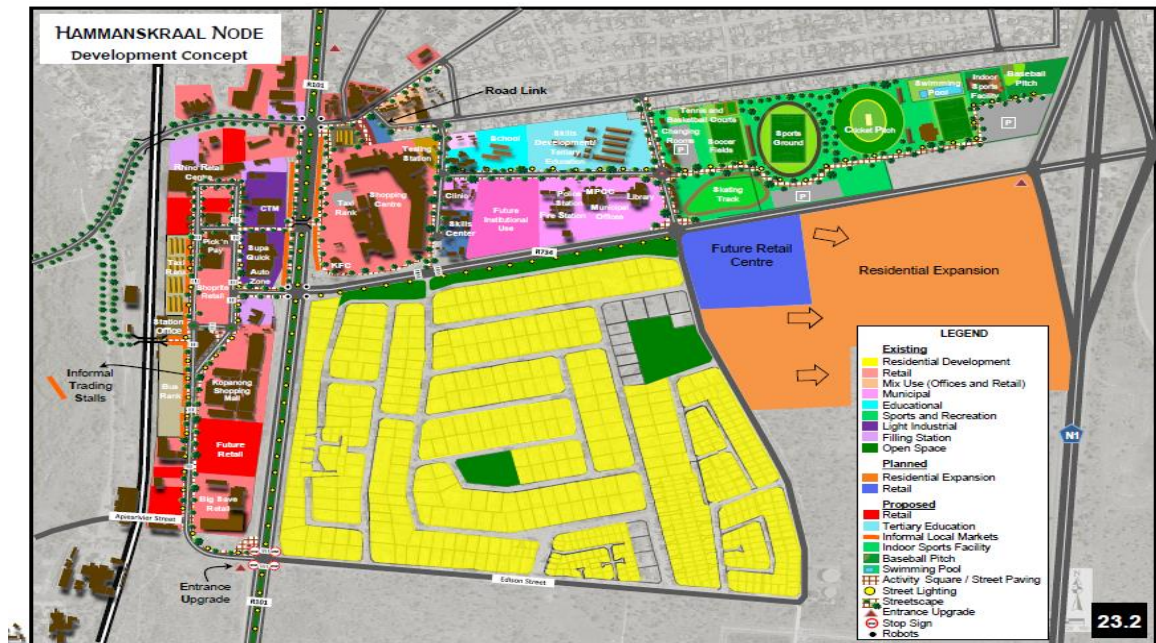 HAMMANSKRAAL NODE
Development Concept
R101
Road Link
Testing
Station
School
Skills
Development/
Tertiary
Education
Tennis and
Basketball Courts
Changing
Rooms
P
Soccer
Fields
Sports
Ground
Cricket Pitch
Swimming
Pool
Indoor
Sports
Facility
Baseball
Pitch
P
Rhino Retail
Centre
CTM
Taxi
Rank
Shopping
Centre
Clinic
Skills
Center
Future
Institutional
Use
Police
Station
Fire Station
MPCC
Municipal
Offices
Library
Skating
Track
P
Pick 'n
Pay
Supa
Quick
Auto
Zone
KFC
Taxi
Rank
Shoprite
Retail
Station
Office
Future Retail
Centre
Residential Expansion
Informal
Trading
Stalls
Bus
Rank
Kopanong
Shopping
Mall
Future
Retail
Big Save
Retail
Apiesrivier Street
Entrance
Upgrade
R101
Edison Street
N1
LEGEND
Existing
Residential Development
Retail
Mix Use (Offices and Retail)
Municipal
Educational
Sports and Recreation
Light Industrial
Filling Station
Open Space
Planned
Residential Expansion
Retail
Proposed
Retail
Tertiary Education
Informal Local Markets
Indoor Sports Facility
Baseball Pitch
Swimming Pool
Activity Square / Street Paving
Street Lighting
Streetscape
Entrance Upgrade
Stop Sign
Robots
23.2